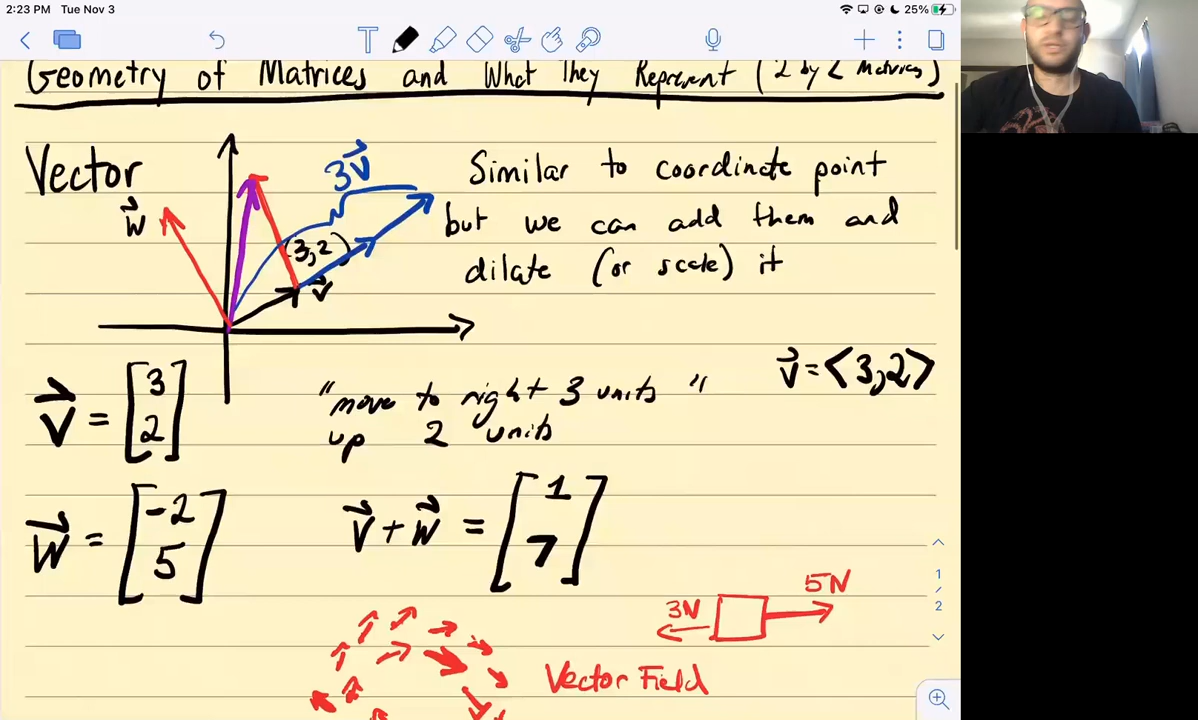 2:23 PM Tue Nov 3
25%
T
Geometry of Matrices and What They Represent (2 by 2 Matrices)
Vector
w⃗
3v⃗
(3,2)
v⃗
Similar to coordinate point
but we can add them and
dilate (or scale) it
v⃗ = <3,2>
v⃗ = [3
2]
"move to right 3 units"
up 2 units
w⃗ = [-2
5]
v⃗ + w⃗ = [1
7]
3N
5N
Vector Field
1
/
2